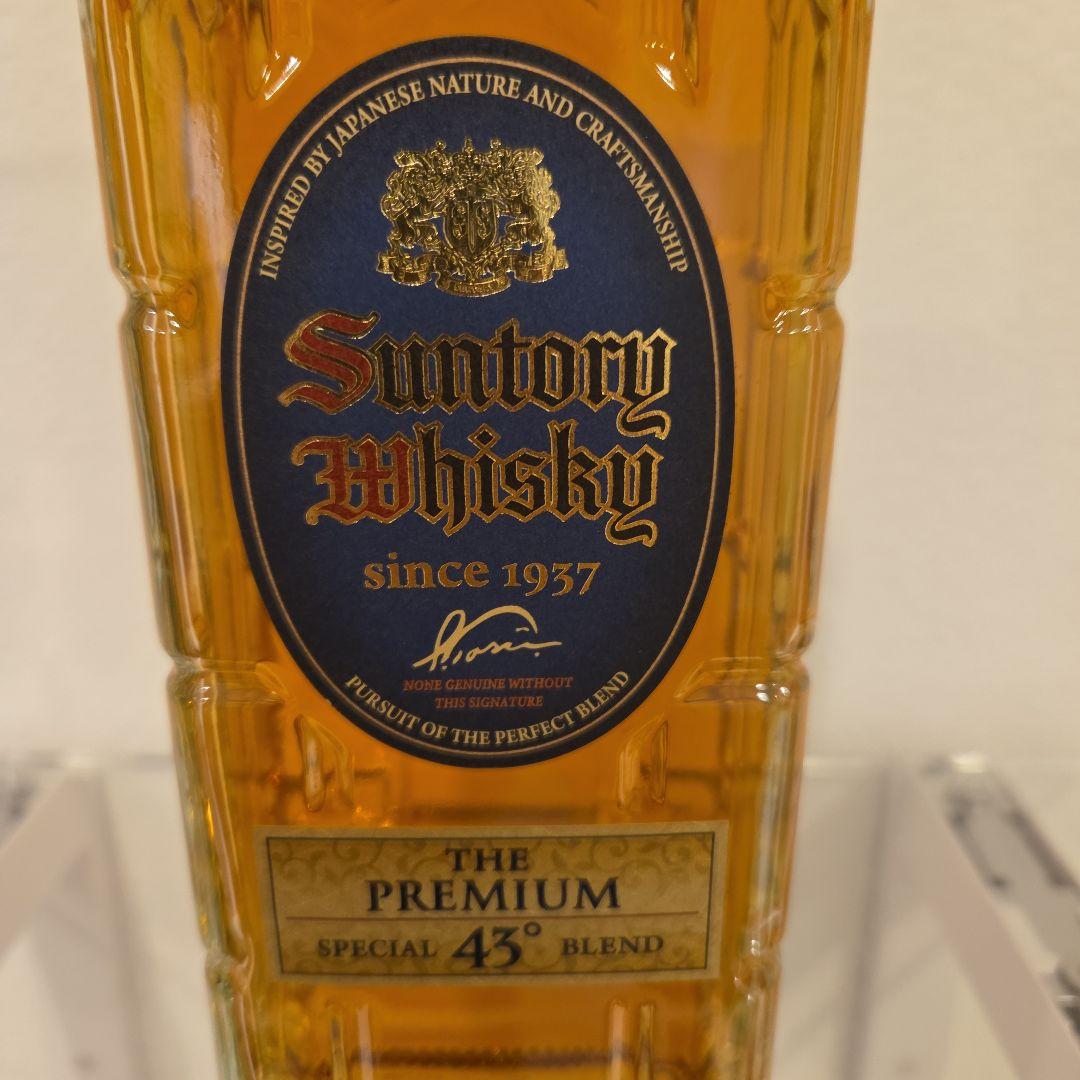 INSPIRED BY JAPANESE NATURE AND CRAFTSMANSHIP
Suntory
Whisky
since 1937
NONE GENUINE WITHOUT
THIS SIGNATURE
PURSUIT OF THE PERFECT BLEND
THE
PREMIUM
SPECIAL 43° BLEND